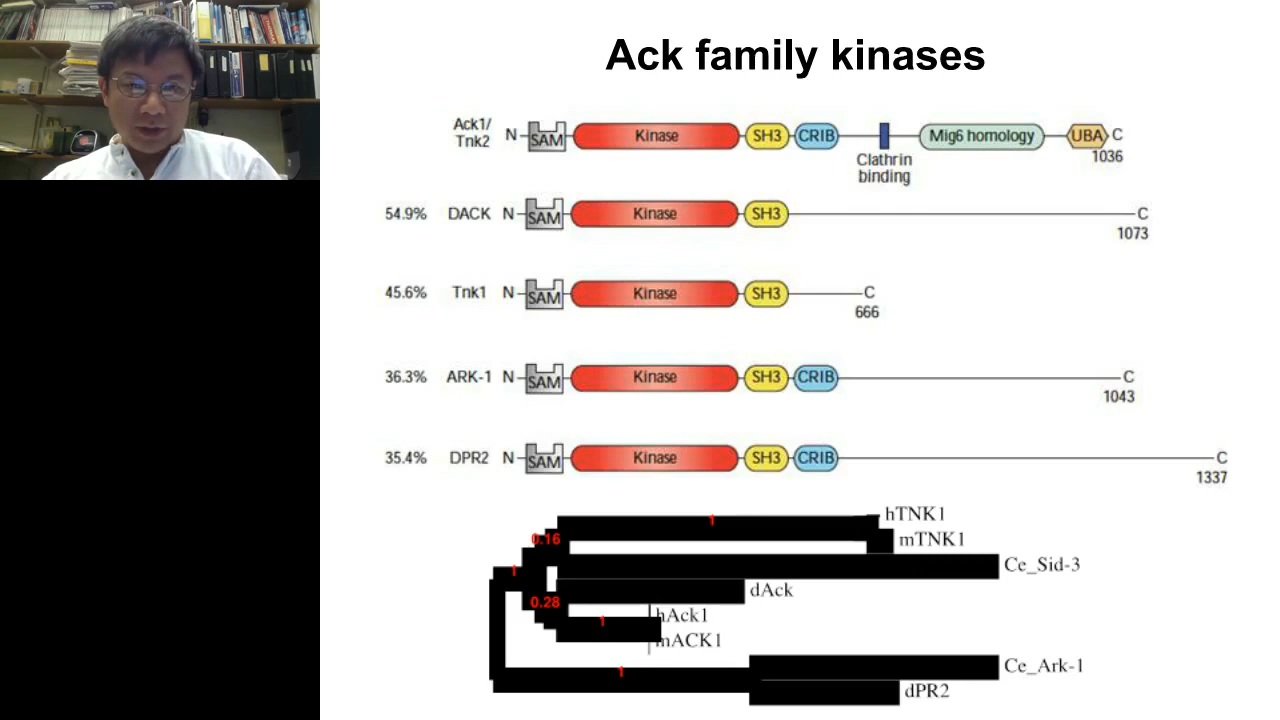 Ack family kinases
Ack1/
Tnk2
N
SAM
Kinase
SH3
CRIB
Clathrin
binding
Mig6 homology
UBA
C
1036
54.9%
DACK
N
SAM
Kinase
SH3
C
1073
45.6%
Tnk1
N
SAM
Kinase
SH3
C
666
36.3%
ARK-1
N
SAM
Kinase
SH3
CRIB
C
1043
35.4%
DPR2
N
SAM
Kinase
SH3
CRIB
C
1337
1
hTNK1
0.16
mTNK1
1
Ce_Sid-3
dAck
0.28
hAck1
1
mACK1
1
Ce_Ark-1
dPR2